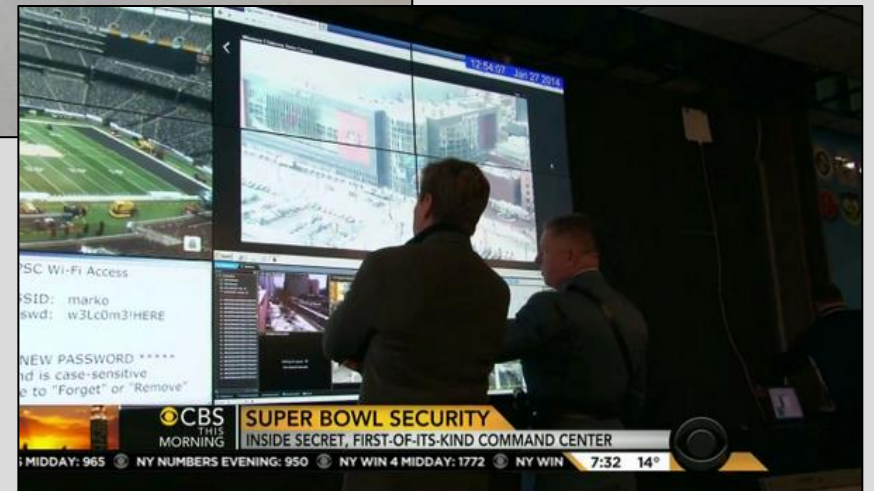 12:54:07 Jan 27 2014
PSC Wi-Fi Access
SSID: marko
swd: w3Lc0m3!HERE
NEW PASSWORD *****
nd is case-sensitive
e to "Forget" or "Remove"
CBS
THIS
MORNING
SUPER BOWL SECURITY
INSIDE SECRET, FIRST-OF-ITS-KIND COMMAND CENTER
MIDDAY: 965 NY NUMBERS EVENING: 950 NY WIN 4 MIDDAY: 1772 NY WIN
7:32 14°